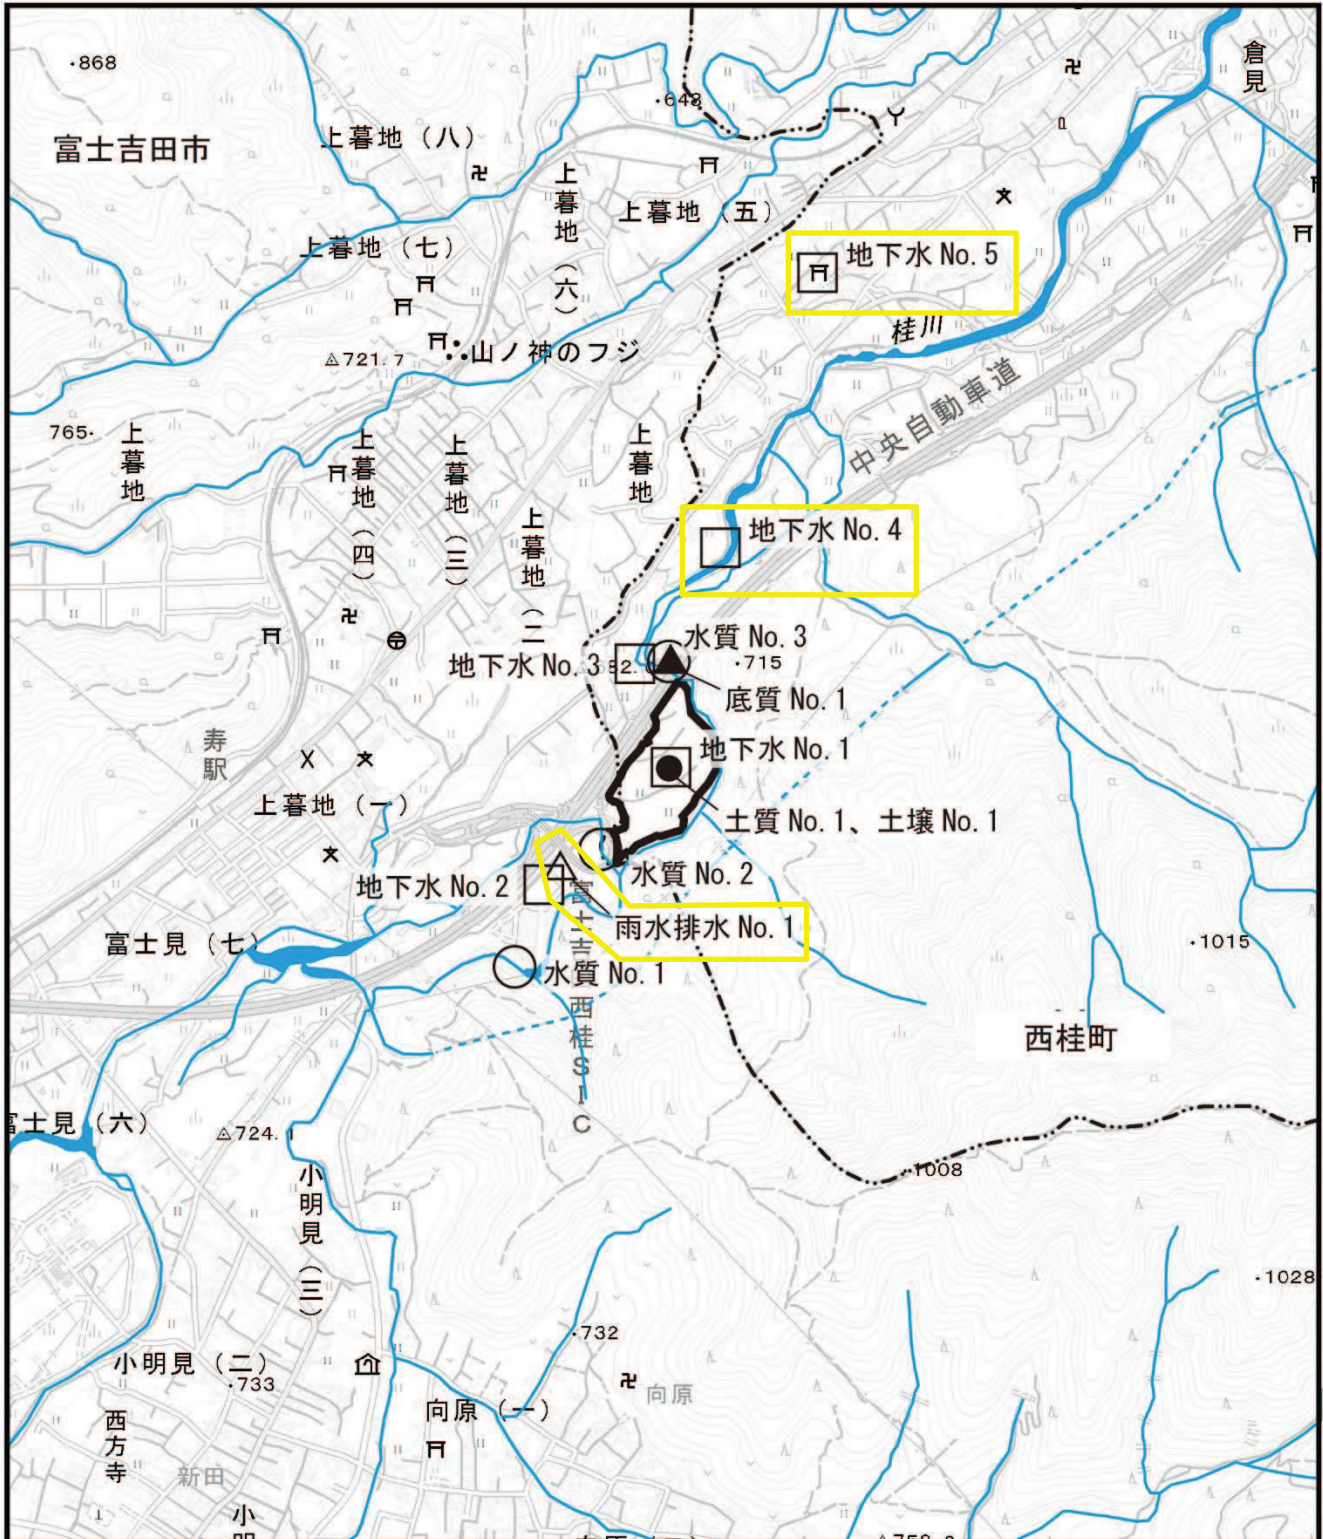 ・868
富士吉田市
上暮地（八）
・648
倉見
上暮地（六）
上暮地（五）
上暮地（七）
地下水 No. 5
桂川
山ノ神のフジ
721. 7
中央自動車道
765・
上暮地
上暮地（四）
上暮地（三）
上暮地（二
上暮地
地下水 No. 4
水質 No. 3
地下水 No. 3
・715
底質 No. 1
寿駅
地下水 No. 1
上暮地（一）
土質 No. 1、土壌 No. 1
地下水 No. 2
水質 No. 2
雨水排水 No. 1
富士見（七）
・1015
水質 No. 1
富士吉
西桂SIC
西桂町
富士見（六）
724. 1
・1008
小明見（三）
・1028
・732
小明見（二）
・733
向原
向原（一）
西方寺
新田
小明